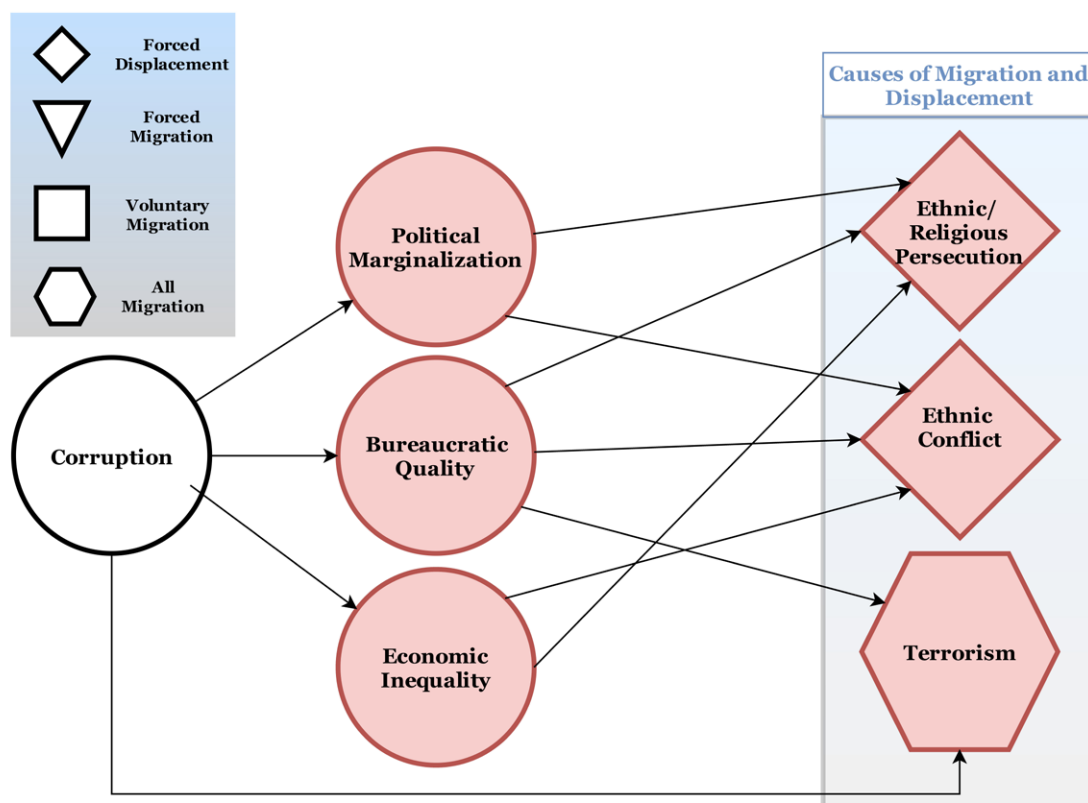 Forced
Displacement
Forced
Migration
Voluntary
Migration
All
Migration
Causes of Migration and
Displacement
Corruption
Political
Marginalization
Bureaucratic
Quality
Economic
Inequality
Ethnic/
Religious
Persecution
Ethnic
Conflict
Terrorism